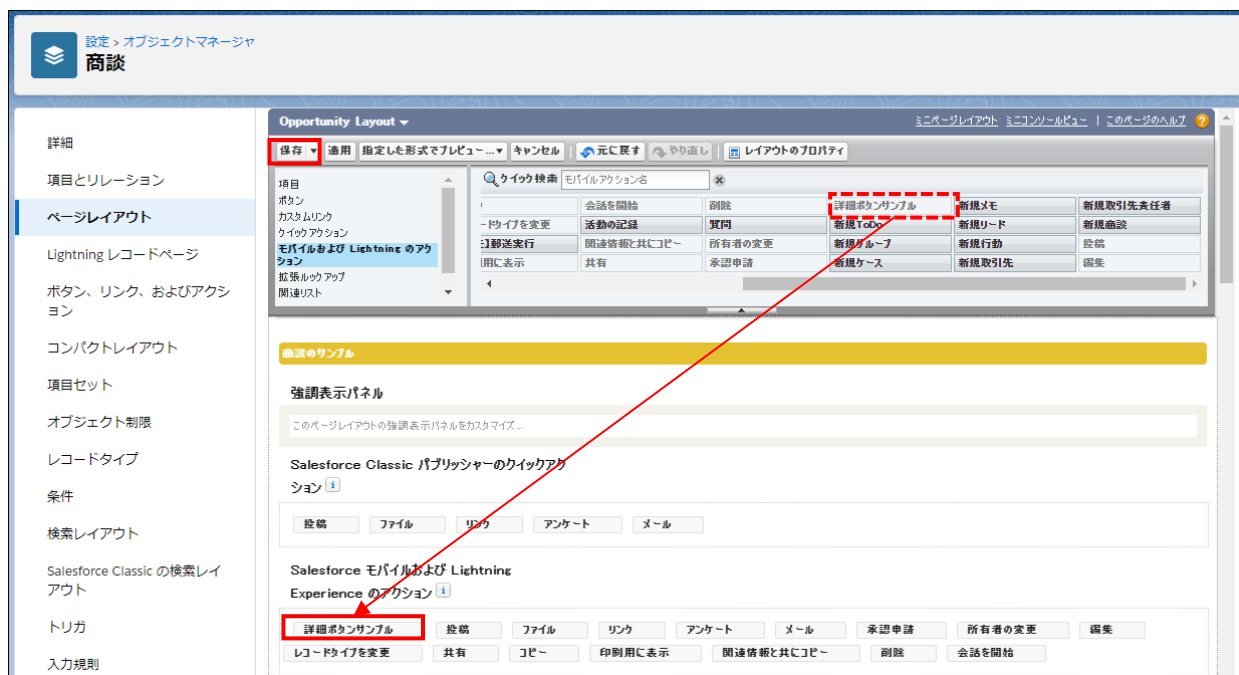 設定 > オブジェクトマネージャ
商談
詳細
項目とリレーション
ページレイアウト
Lightning レコードページ
ボタン、リンク、およびアクシ
ョン
コンパクトレイアウト
項目セット
オブジェクト制限
レコードタイプ
条件
検索レイアウト
Salesforce Classic の検索レイ
アウト
トリガ
入力規則
Opportunity Layout
ミニページレイアウト ミニコンソールビュー | このページのヘルプ ?
保存 適用 指定した形式でプレビュー... キャンセル 元に戻す やり直し レイアウトのプロパティ
項目
ボタン
カスタムリンク
クイックアクション
モバイルおよび Lightning のアク
ション
拡張ルックアップ
関連リスト
クイック検索 モバイルアクション名
会話を開始 削除 詳細ボタンサンプル 新規メモ 新規取引先責任者
ードタイプを変更 活動の記録 質問 新規ToDo 新規リード 新規商談
郵送実行 関連情報と共にコピー 所有者の変更 新規グループ 新規行動 投稿
用に表示 共有 承認申請 新規ケース 新規取引先 編集
商談のサンプル
強調表示パネル
このページレイアウトの強調表示パネルをカスタマイズ...
Salesforce Classic パブリッシャーのクイックアク
ション i
投稿 ファイル リンク アンケート メール
Salesforce モバイルおよび Lightning
Experience のアクション i
詳細ボタンサンプル 投稿 ファイル リンク アンケート メール 承認申請 所有者の変更 編集
レコードタイプを変更 共有 コピー 印刷用に表示 関連情報と共にコピー 削除 会話を開始